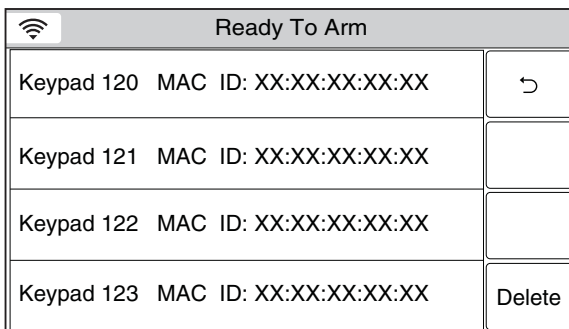 Ready To Arm
Keypad 120 MAC ID: XX:XX:XX:XX:XX
Keypad 121 MAC ID: XX:XX:XX:XX:XX
Keypad 122 MAC ID: XX:XX:XX:XX:XX
Keypad 123 MAC ID: XX:XX:XX:XX:XX
Delete